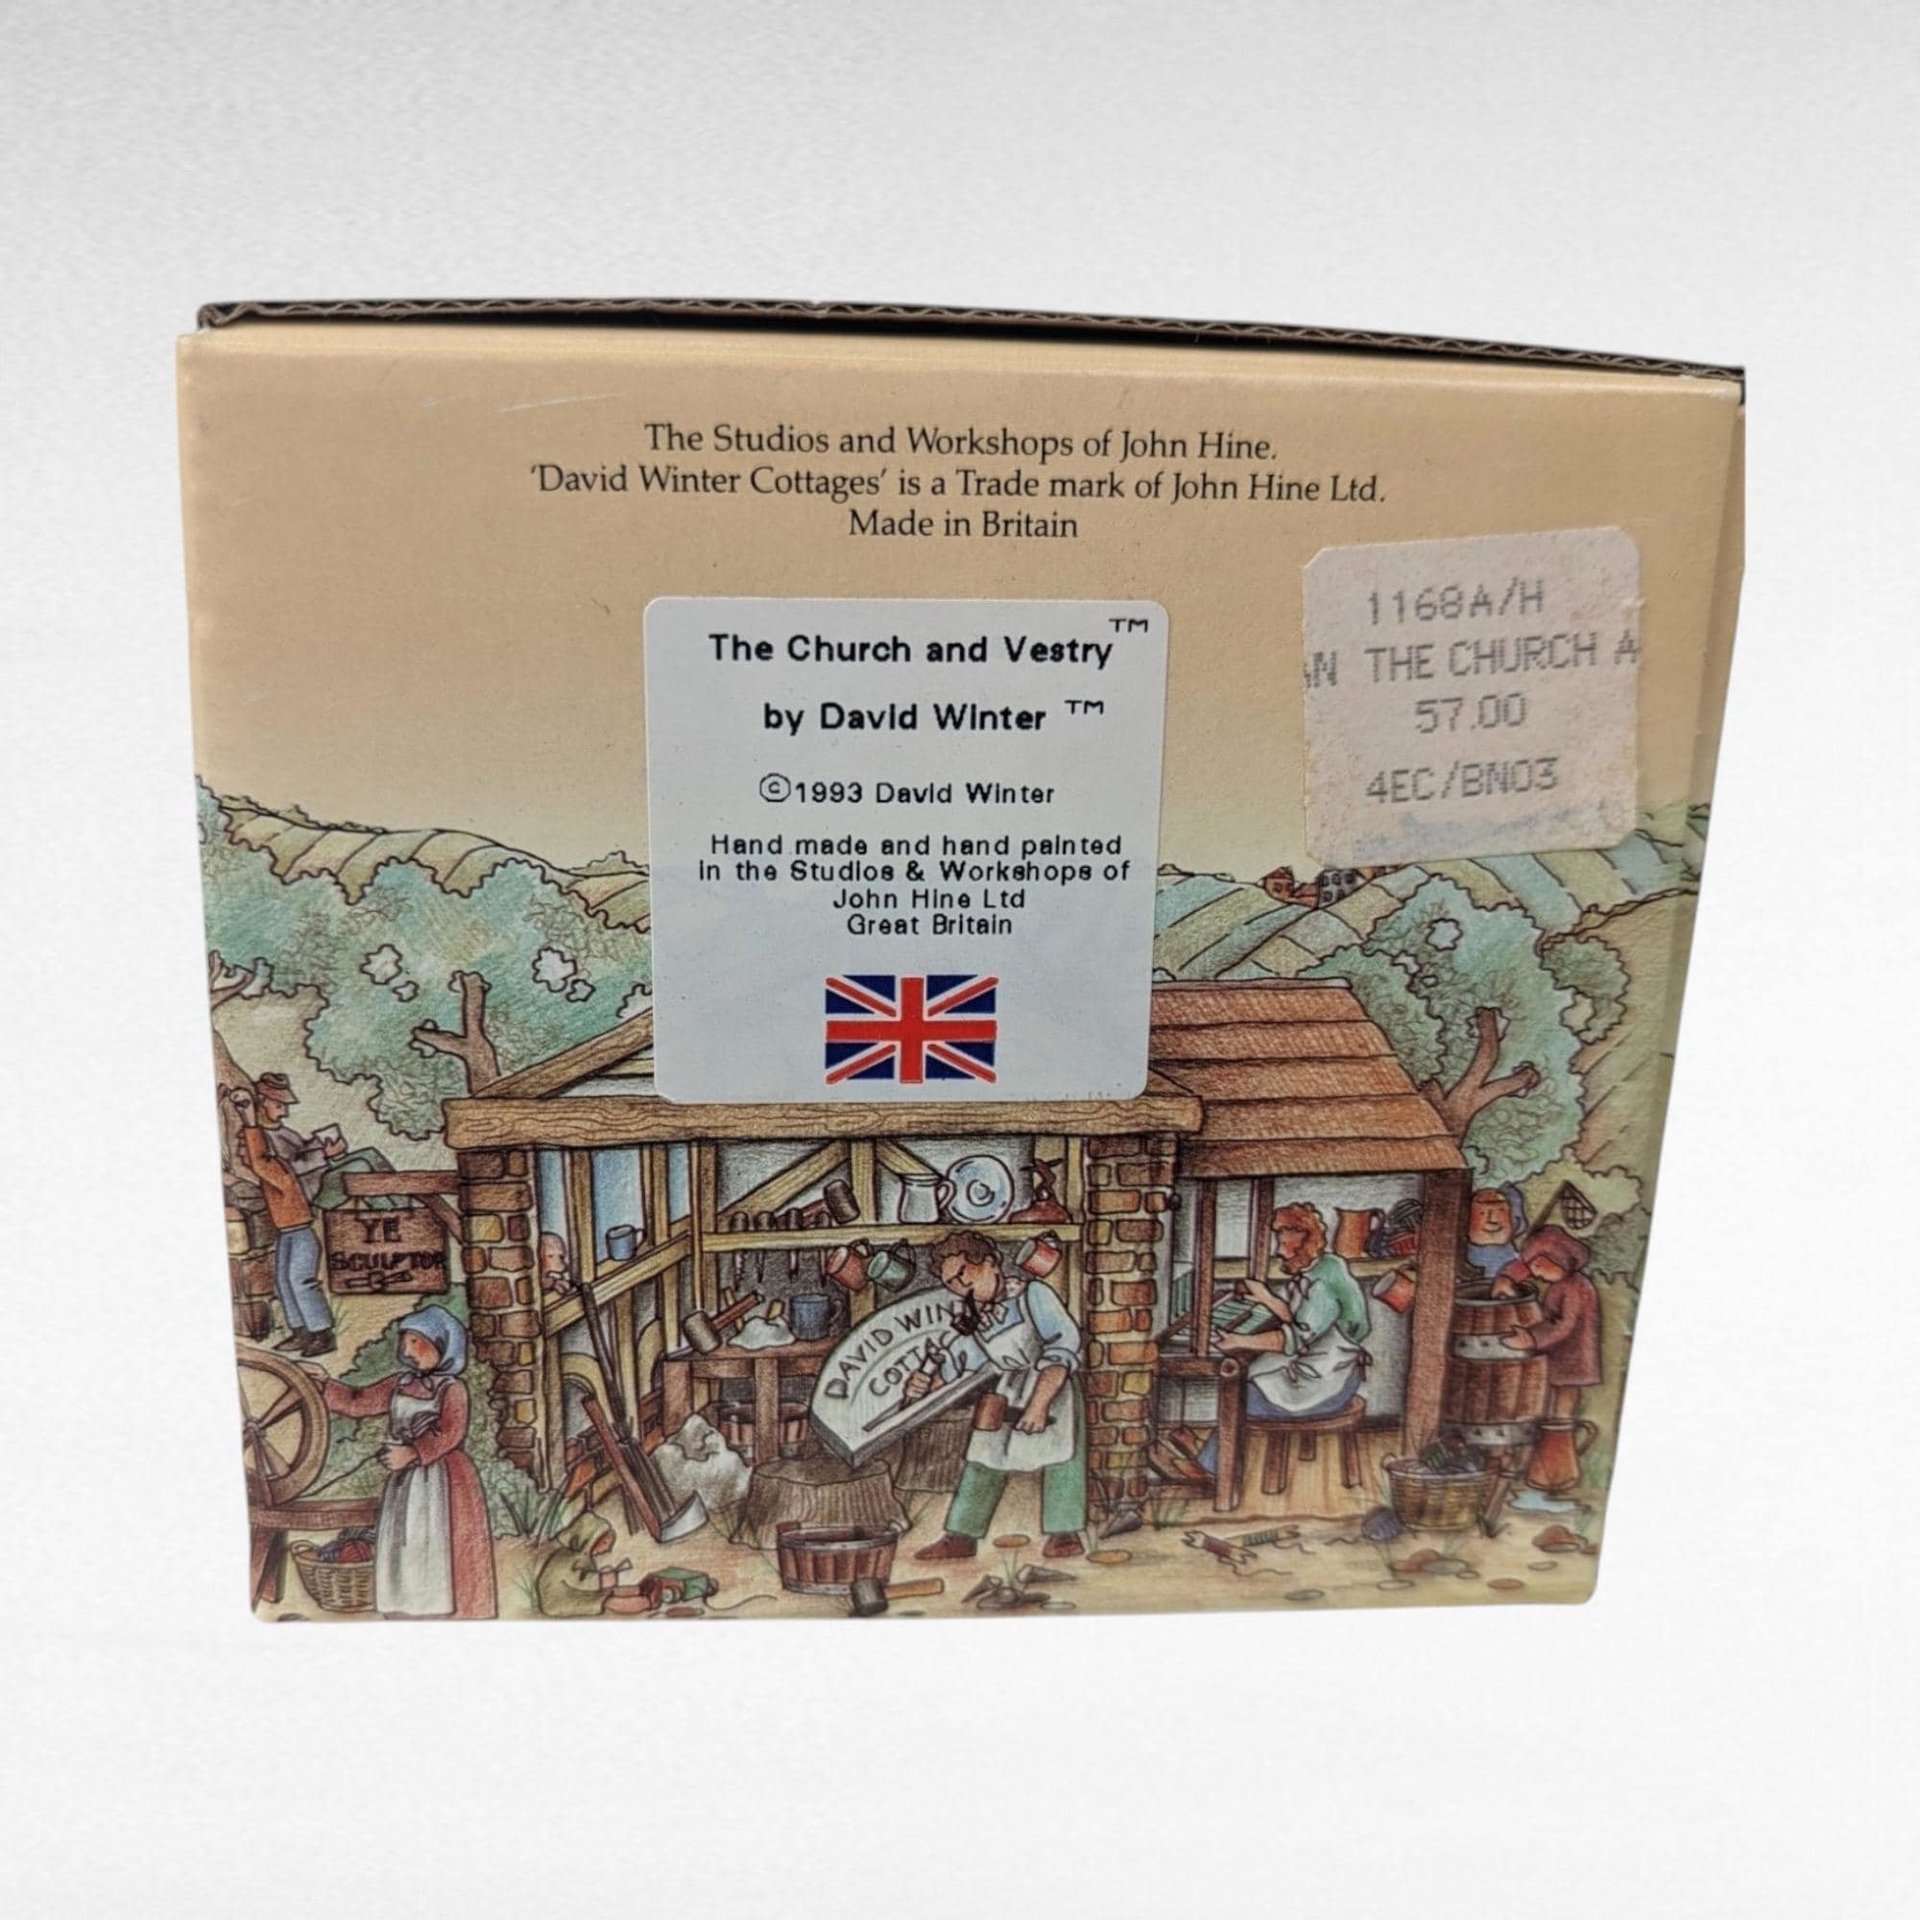 The Studios and Workshops of John Hine.
'David Winter Cottages' is a Trade mark of John Hine Ltd.
Made in Britain
The Church and Vestry™
by David Winter ™
©1993 David Winter
Hand made and hand painted
in the Studios & Workshops of
John Hine Ltd
Great Britain
1168A/H
THE CHURCH A
57.00
4EC/BN03
YE
SCULPTOR
DAVID WIN
COTTAG